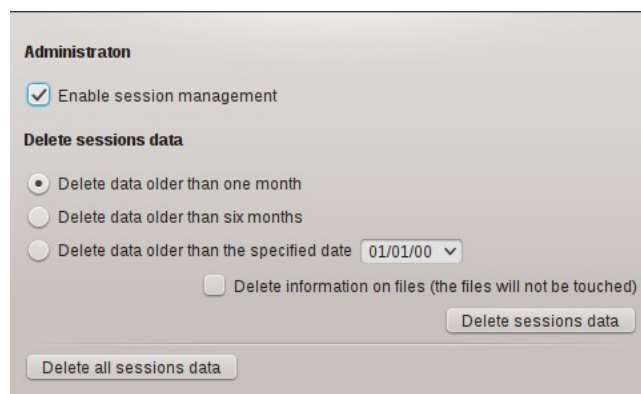 Administraton
Enable session management
Delete sessions data
Delete data older than one month
Delete data older than six months
Delete data older than the specified date 01/01/00
Delete information on files (the files will not be touched)
Delete sessions data
Delete all sessions data